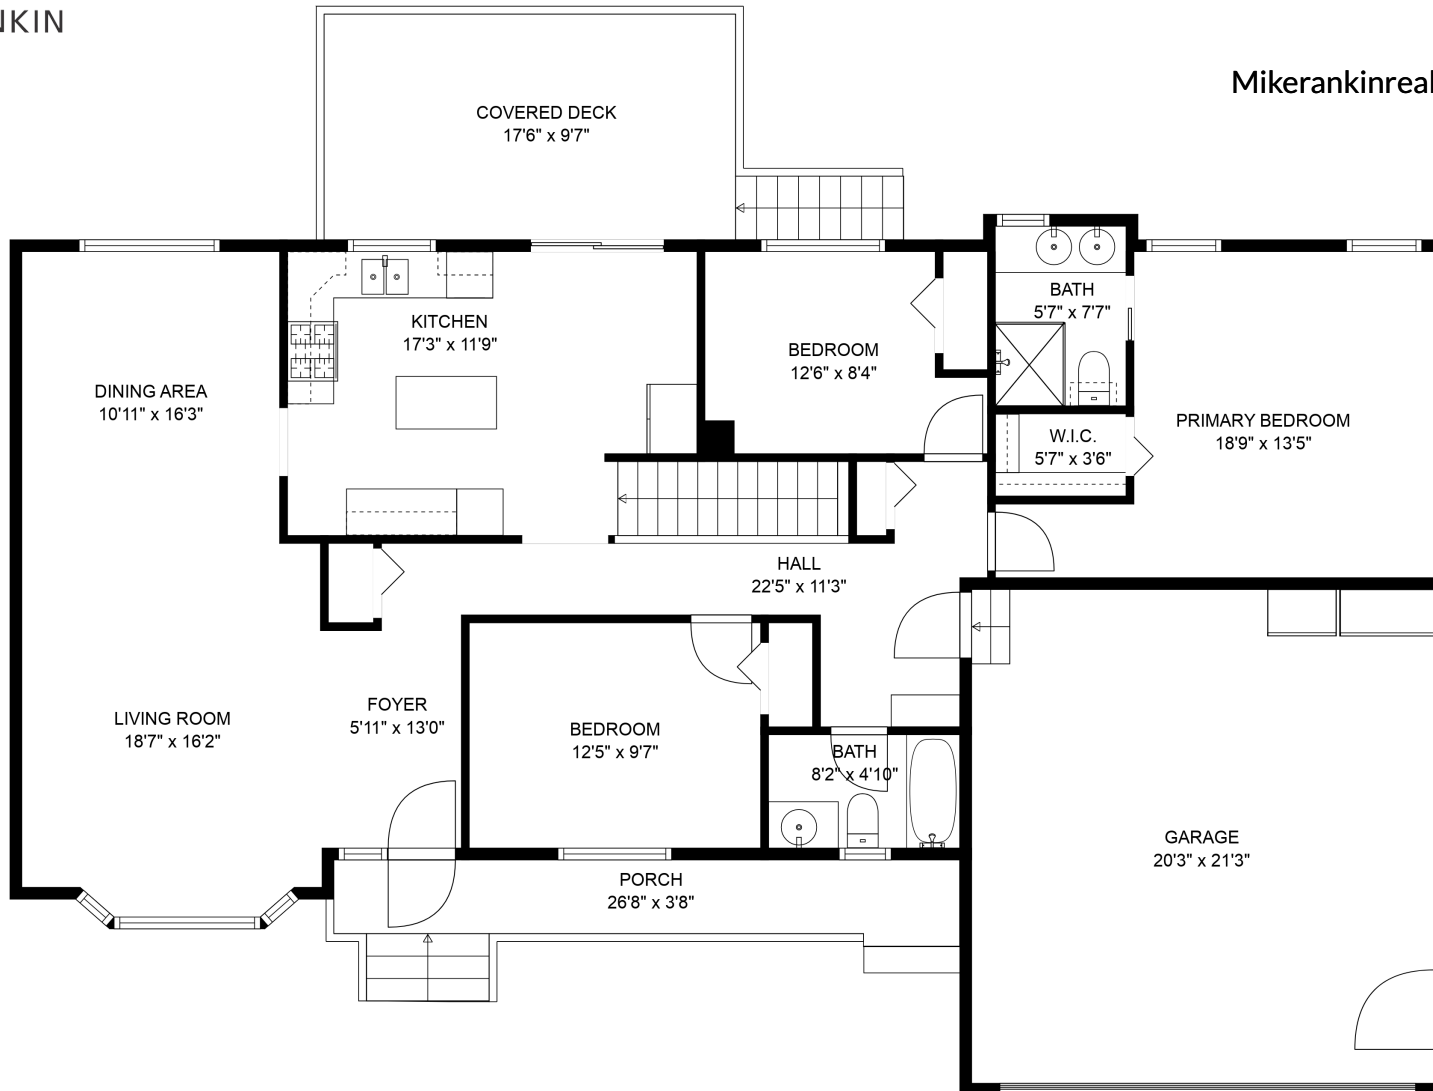 NKIN
Mikerankinreal
COVERED DECK
17'6" x 9'7"
BATH
5'7" x 7'7"
KITCHEN
17'3" x 11'9"
BEDROOM
12'6" x 8'4"
DINING AREA
10'11" x 16'3"
PRIMARY BEDROOM
18'9" x 13'5"
W.I.C.
5'7" x 3'6"
HALL
22'5" x 11'3"
FOYER
5'11" x 13'0"
LIVING ROOM
18'7" x 16'2"
BEDROOM
12'5" x 9'7"
BATH
8'2" x 4'10"
GARAGE
20'3" x 21'3"
PORCH
26'8" x 3'8"